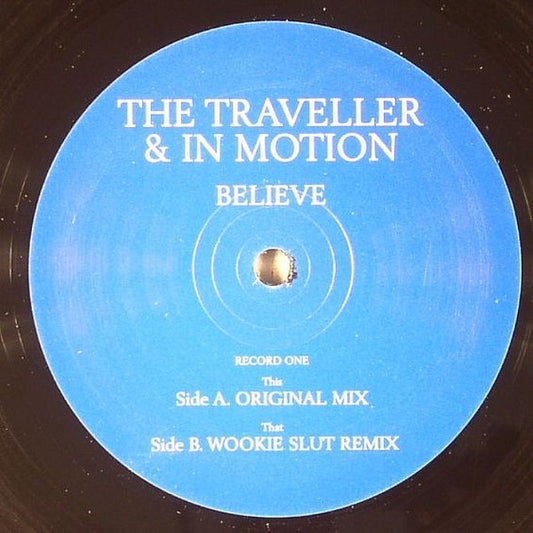 THE TRAVELLER
& IN MOTION
BELIEVE
RECORD ONE
This
Side A. ORIGINAL MIX
That
Side B. WOOKIE SLUT REMIX